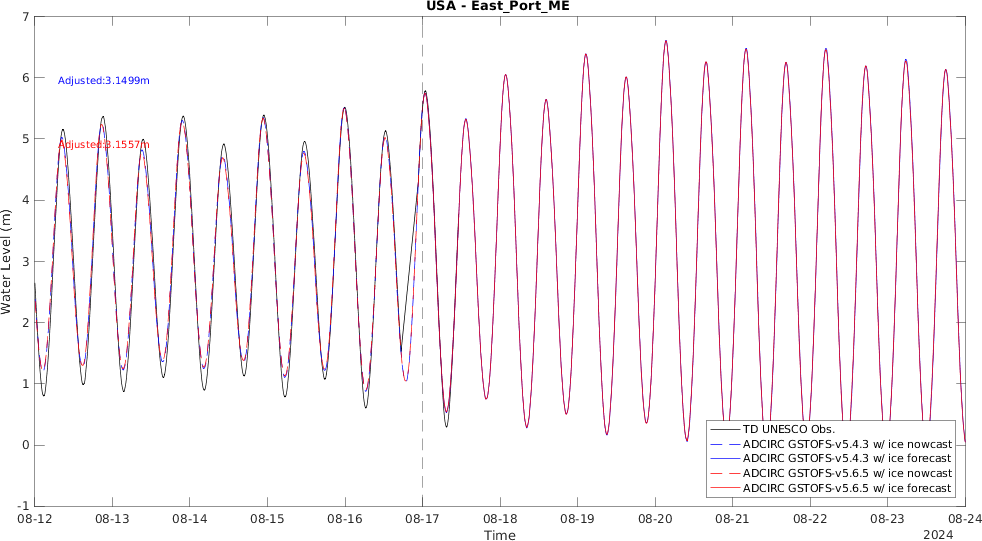 USA - East_Port_ME
7
6
5
4
3
2
1
0
-1
Water Level (m)
Adjusted:3.1499m
Adjusted:3.1557m
TD UNESCO Obs.
ADCIRC GSTOFS-v5.4.3 w/ ice nowcast
ADCIRC GSTOFS-v5.4.3 w/ ice forecast
ADCIRC GSTOFS-v5.6.5 w/ ice nowcast
ADCIRC GSTOFS-v5.6.5 w/ ice forecast
08-12 08-13 08-14 08-15 08-16 08-17 08-18 08-19 08-20 08-21 08-22 08-23 08-24
Time
2024